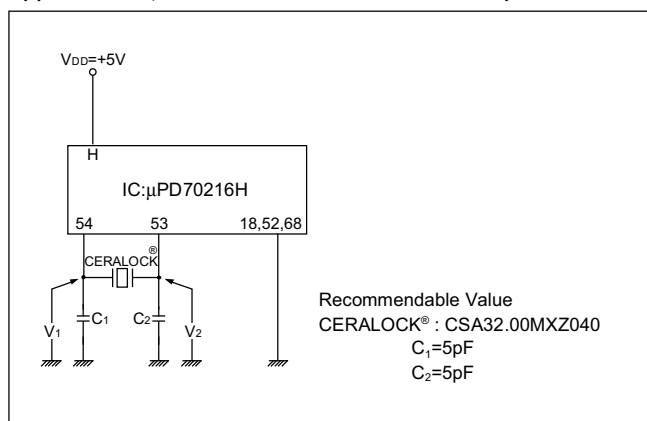 VDD=+5V
H
IC:µPD70216H
54 53 18,52,68
CERALOCK®
V1 C1 C2 V2
Recommendable Value
CERALOCK® : CSA32.00MXZ040
C1=5pF
C2=5pF